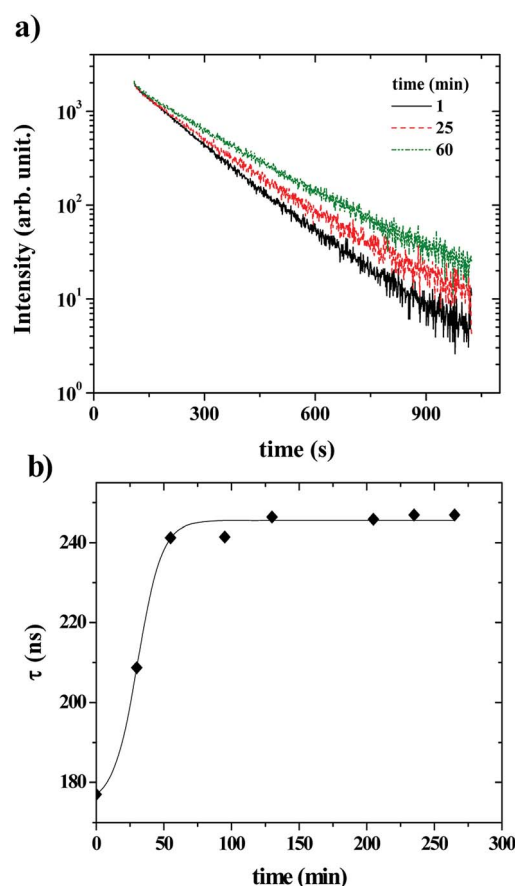 a)
10³
10²
10¹
10⁰
Intensity (arb. unit.)
time (min)
1
25
60
0 300 600 900
time (s)
b)
240
220
200
180
τ (ns)
0 50 100 150 200 250 300
time (min)